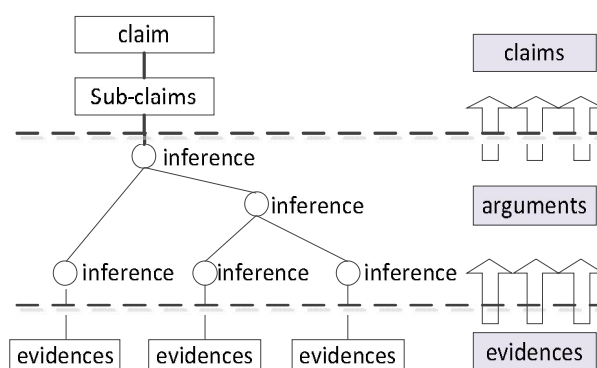 claim
claims
Sub-claims
inference
inference
arguments
inference
inference
inference
evidences
evidences
evidences
evidences